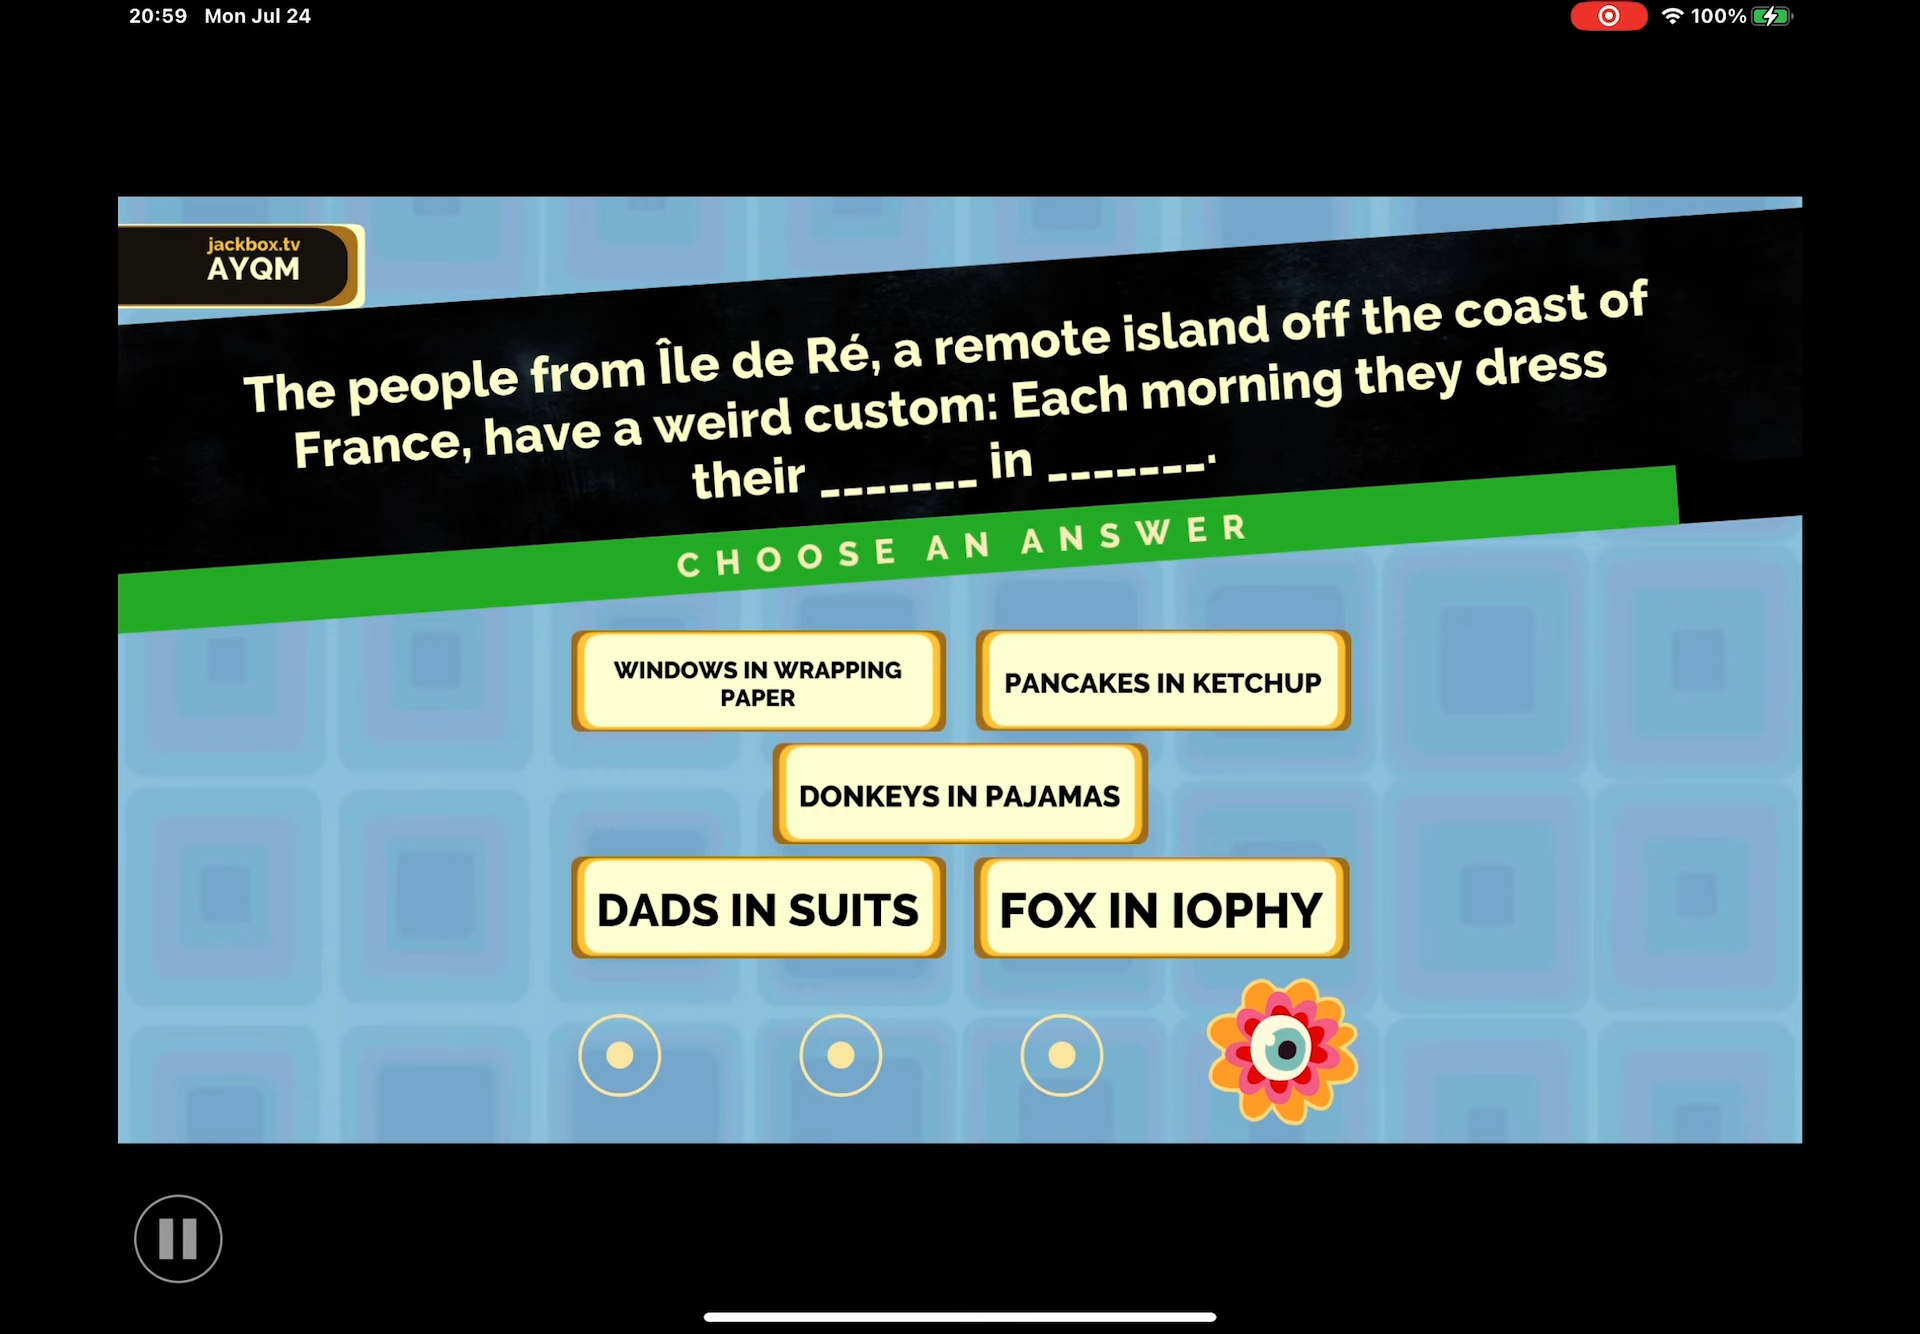 20:59 Mon Jul 24
100%
jackbox.tv
AYQM
The people from Île de Ré, a remote island off the coast of
France, have a weird custom: Each morning they dress
their _______ in _______.
CHOOSE AN ANSWER
WINDOWS IN WRAPPING
PAPER
PANCAKES IN KETCHUP
DONKEYS IN PAJAMAS
DADS IN SUITS
FOX IN IOPHY